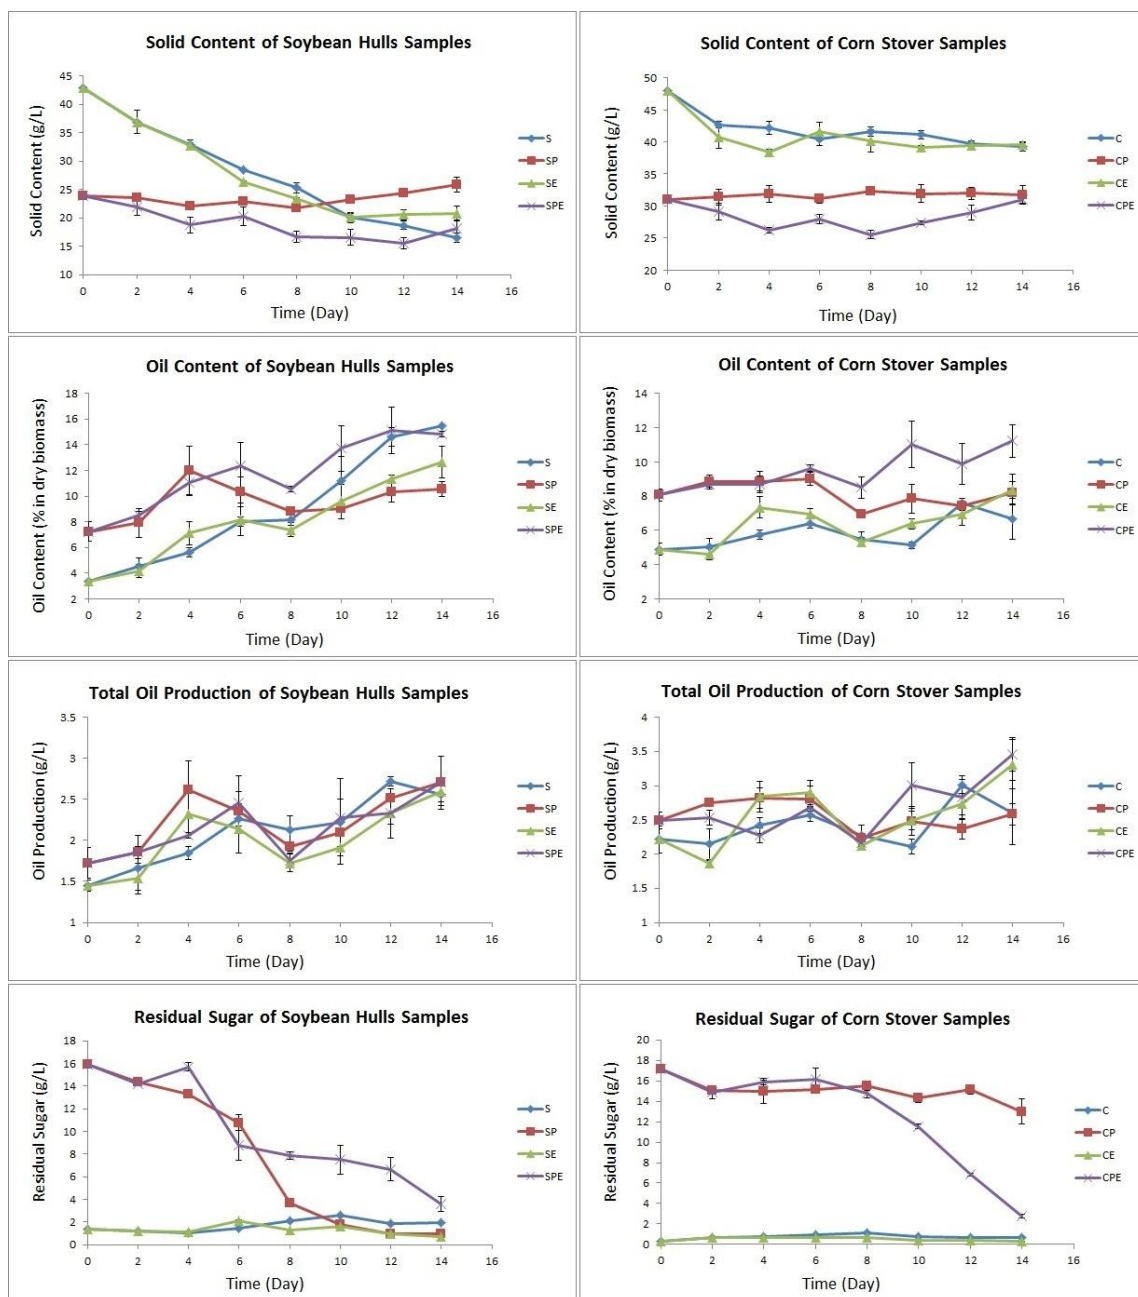 Solid Content of Soybean Hulls Samples
Solid Content (g/L)
45
40
35
30
25
20
15
10
0 2 4 6 8 10 12 14 16
Time (Day)
S
SP
SE
SPE
Solid Content of Corn Stover Samples
Solid Content (g/L)
50
45
40
35
30
25
20
0 2 4 6 8 10 12 14 16
Time (Day)
C
CP
CE
CPE
Oil Content of Soybean Hulls Samples
Oil Content (% in dry biomass)
18
16
14
12
10
8
6
4
2
0 2 4 6 8 10 12 14 16
Time (Day)
S
SP
SE
SPE
Oil Content of Corn Stover Samples
Oil Content (% in dry biomass)
14
12
10
8
6
4
2
0 2 4 6 8 10 12 14 16
Time (Day)
C
CP
CE
CPE
Total Oil Production of Soybean Hulls Samples
Oil Production (g/L)
3.5
3
2.5
2
1.5
1
0 2 4 6 8 10 12 14 16
Time (Day)
S
SP
SE
SPE
Total Oil Production of Corn Stover Samples
Oil Production (g/L)
4
3.5
3
2.5
2
1.5
1
0 2 4 6 8 10 12 14 16
Time (Day)
C
CP
CE
CPE
Residual Sugar of Soybean Hulls Samples
Residual Sugar (g/L)
18
16
14
12
10
8
6
4
2
0
0 2 4 6 8 10 12 14 16
Time (Day)
S
SP
SE
SPE
Residual Sugar of Corn Stover Samples
Residual Sugar (g/L)
20
18
16
14
12
10
8
6
4
2
0
0 2 4 6 8 10 12 14 16
Time (Day)
C
CP
CE
CPE